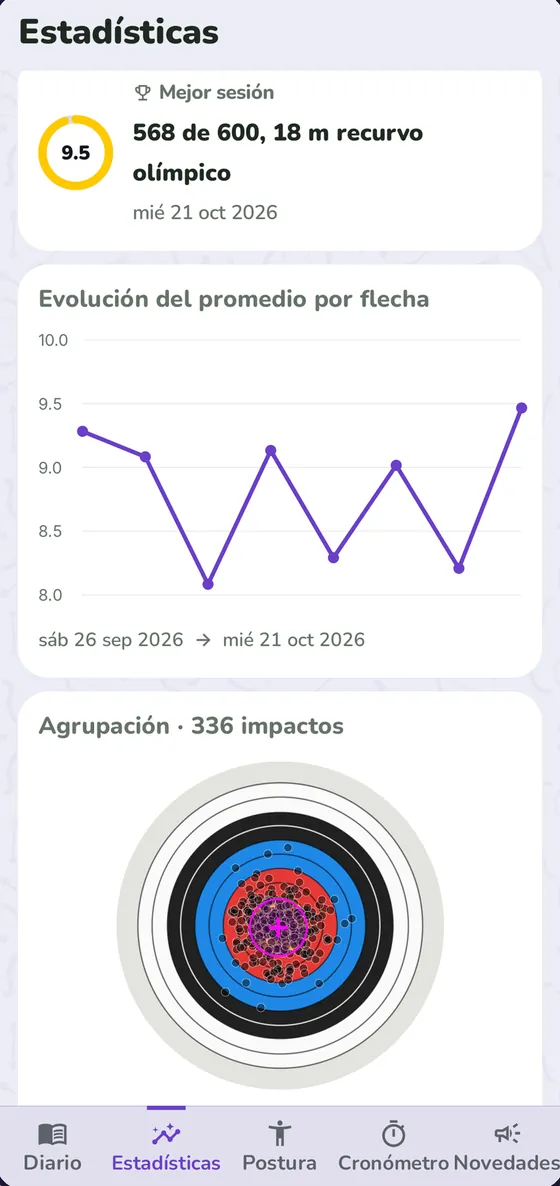 Estadísticas
Mejor sesión
9.5
568 de 600, 18 m recurvo
olímpico
mié 21 oct 2026
Evolución del promedio por flecha
10.0
9.5
9.0
8.5
8.0
sáb 26 sep 2026 → mié 21 oct 2026
Agrupación · 336 impactos
Diario
Estadísticas
Postura
Cronómetro
Novedades